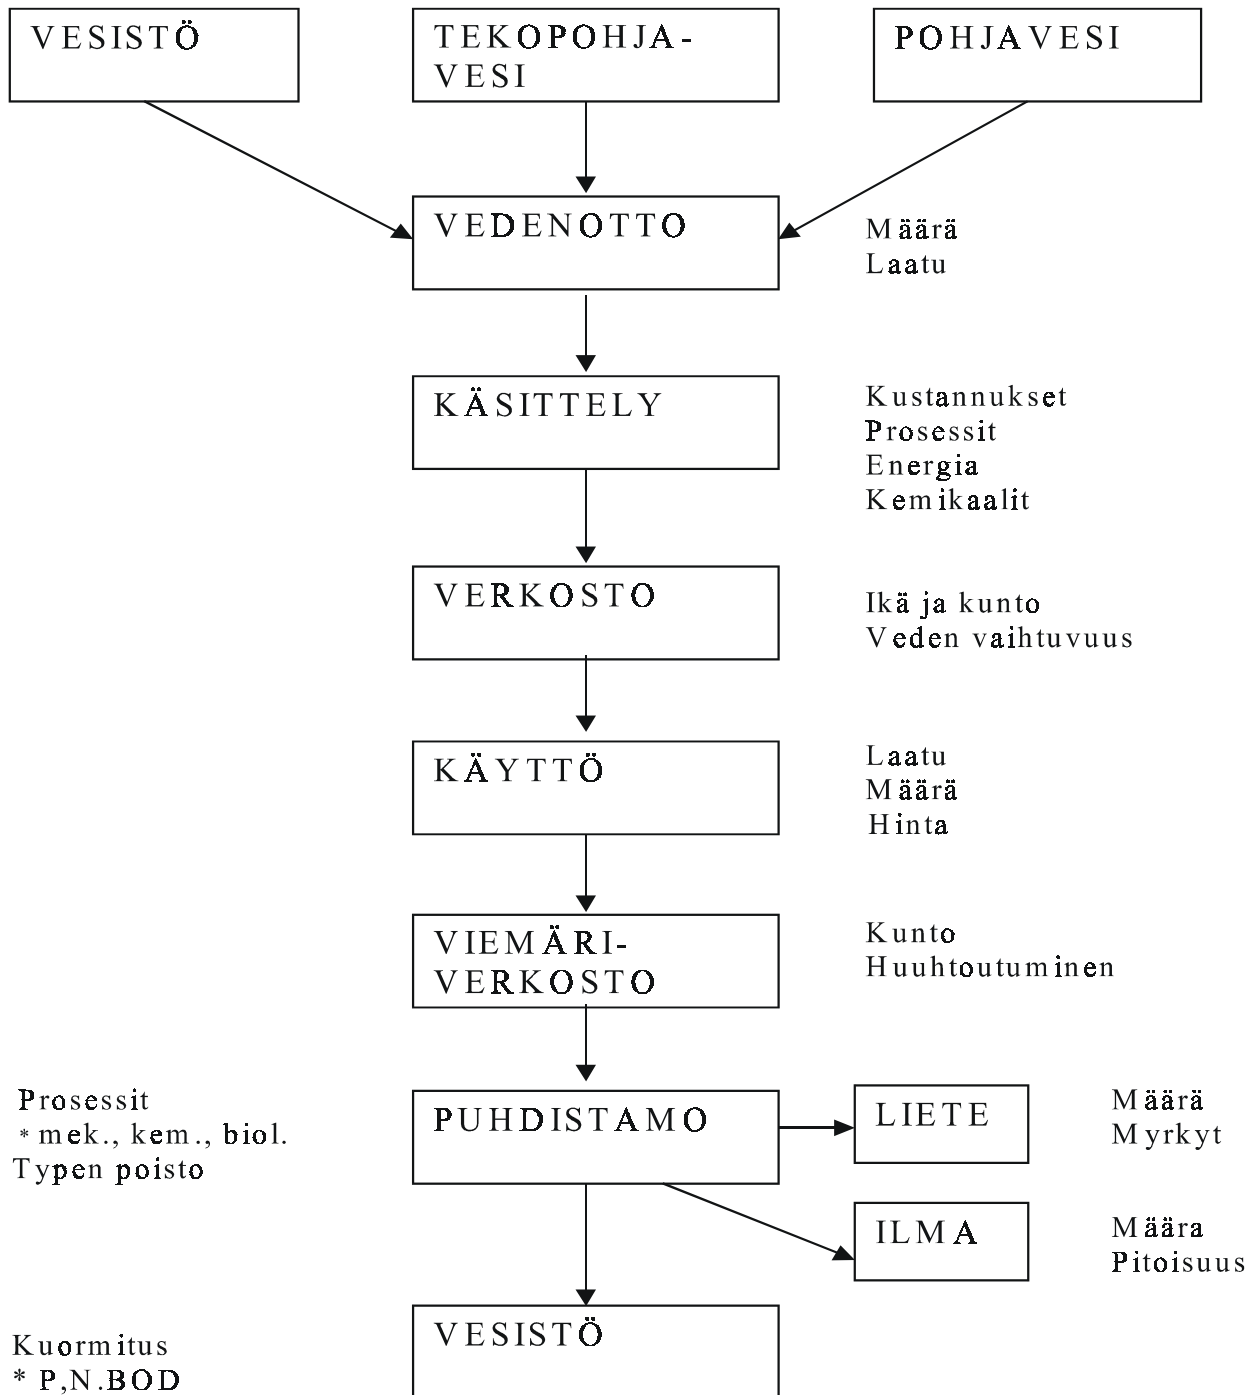 VESISTÖ
TEKOPOHJA-
VESI
POHJAVESI
VEDENOTTO
Määrä
Laatu
KÄSITTELY
Kustannukset
Prosessit
Energia
Kemikaalit
VERKOSTO
Ikä ja kunto
Veden vaihtuvuus
KÄYTTÖ
Laatu
Määrä
Hinta
VIEMÄRI-
VERKOSTO
Kunto
Huuhtoutuminen
Prosessit
* mek., kem., biol.
Typen poisto
PUHDISTAMO
LIETE
Määrä
Myrkyt
ILMA
Määra
Pitoisuus
Kuormitus
* P,N.BOD
VESISTÖ